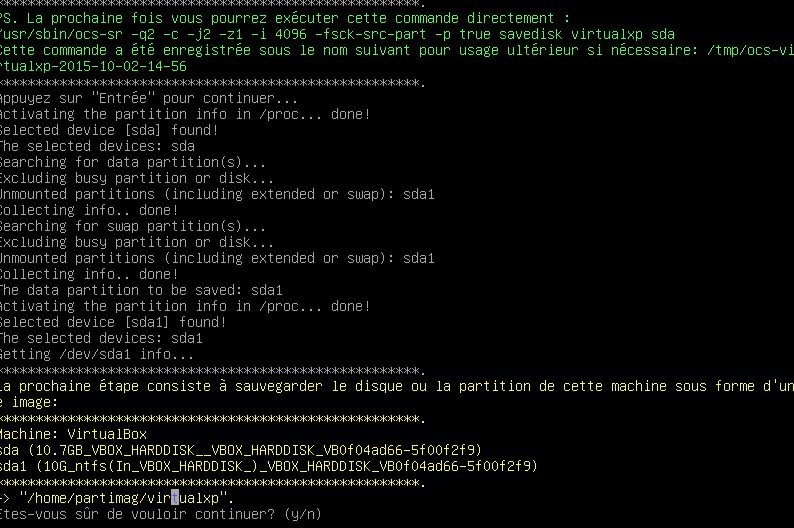 *****************************************************.
PS. La prochaine fois vous pourrez exécuter cette commande directement :
/usr/sbin/ocs-sr -q2 -c -j2 -z1 -i 4096 -fsck-src-part -p true savedisk virtualxp sda
Cette commande a été enregistrée sous le nom suivant pour usage ultérieur si nécessaire: /tmp/ocs-vi
rtualxp-2015-10-02-14-56
*****************************************************.
Appuyez sur "Entrée" pour continuer...
Activating the partition info in /proc... done!
Selected device [sda] found!
The selected devices: sda
Searching for data partition(s)...
Excluding busy partition or disk...
Unmounted partitions (including extended or swap): sda1
Collecting info.. done!
Searching for swap partition(s)...
Excluding busy partition or disk...
Unmounted partitions (including extended or swap): sda1
Collecting info.. done!
The data partition to be saved: sda1
Activating the partition info in /proc... done!
Selected device [sda1] found!
The selected devices: sda1
Getting /dev/sda1 info...
*****************************************************.
La prochaine étape consiste à sauvegarder le disque ou la partition de cette machine sous forme d'un
e image:
*****************************************************.
Machine: VirtualBox
sda (10.7GB_VBOX_HARDDISK__VBOX_HARDDISK_VB0f04ad66-5f00f2f9)
sda1 (10G_ntfs(In_VBOX_HARDDISK_)_VBOX_HARDDISK_VB0f04ad66-5f00f2f9)
*****************************************************.
-> "/home/partimag/virtualxp".
Etes-vous sûr de vouloir continuer? (y/n)